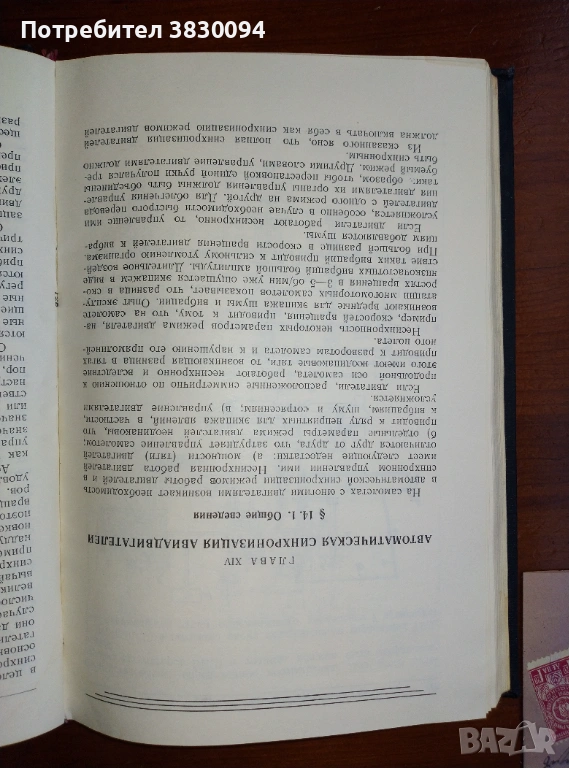 Потребител 3830094
ГЛАВА XIV
АВТОМАТИЧЕСКАЯ СИНХРОНИЗАЦИЯ АВИАДВИГАТЕЛЕЙ
§ 14. 1. Общие сведения
На самолетах с многими двигателями возникает необходимость
в автоматической синхронизации режимов работы двигателей и в
синхронном управлении ими. Несинхронная работа двигателей
имеет следующие недостатки: а) мощности (тяги) двигателей
отличаются друг от друга, что затрудняет управление самолетом;
б) отдельные параметры режима двигателей неодинаковы, что
приводит к ряду неприятных для экипажа явлений, в частности,
к вибрациям, шуму и сотрясениям; в) управление двигателями
усложняется.
Если двигатели, расположенные симметрично по отношению к
продольной оси самолета, работают несинхронно и вследствие
этого имеют неодинаковые тяги, то возникающая разница в тягах
приводит к разворотам самолета и к нарушению его прямолиней-
ного полета.
Несинхронность некоторых параметров режима двигателя, на-
пример, скоростей вращения, приводит к тому, что на самолете
возникают вредные для экипажа шумы и вибрации. Опыт эксплу-
атации многомоторных самолетов показывает, что разница в ско-
ростях вращения в 3—5 об/мин уже ощущается экипажем в виде
низкочастотных вибраций большой амплитуды. Длительное воздей-
ствие таких вибраций приводит к сильному утомлению организма.
При большей разнице в скорости вращения двигателей к вибра-
циям добавляются шумы.
Если двигатели работают несинхронно, то управление ими
усложняется, особенно в случае необходимости быстрого перевода
двигателей с одного режима на другой. Для облегчения управле-
ния двигателями их органы управления должны быть объединены
таким образом, чтобы перестановкой одной ручки получался тре-
буемый режим. Другими словами, управление двигателями должно
быть синхронным.
Из сказанного ясно, что полная синхронизация двигателей
должна включать в себя как синхронизацию режимов двигателей
BAZAR